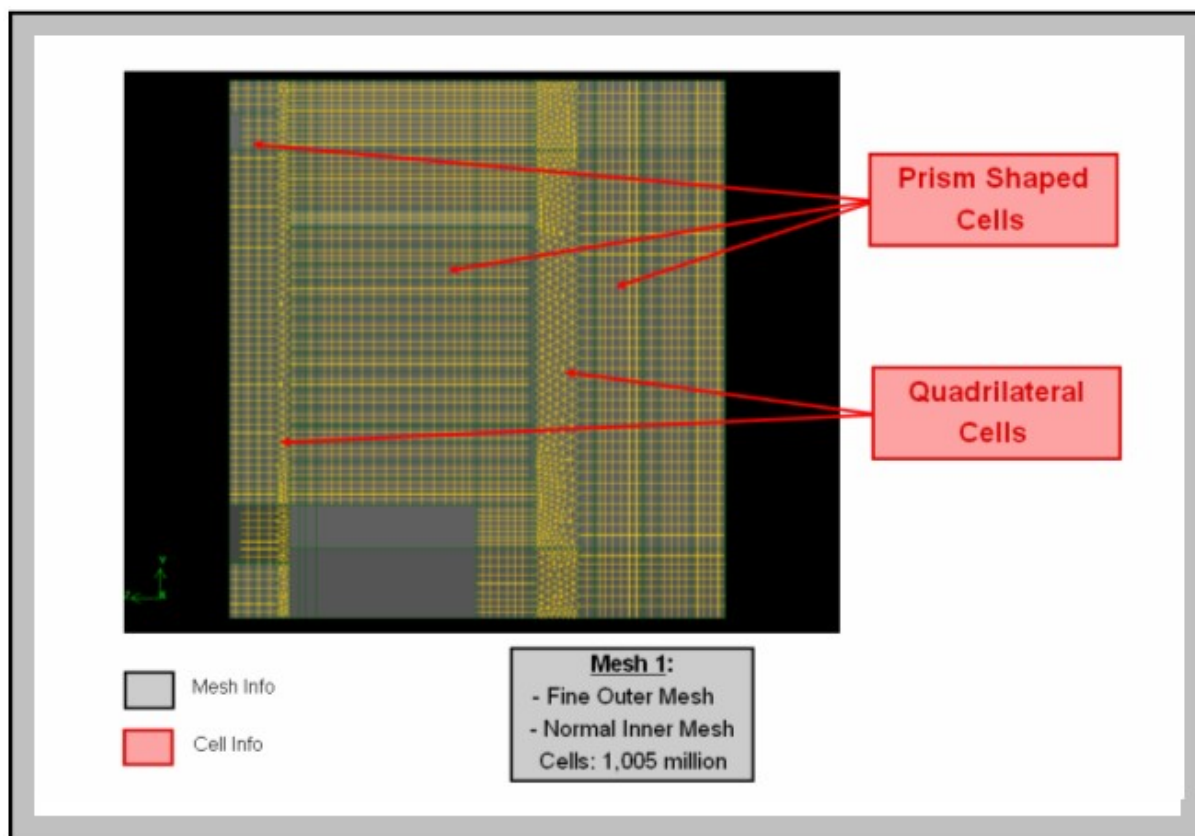 Prism Shaped
Cells
Quadrilateral
Cells
Y
Mesh Info
Cell Info
Mesh 1:
- Fine Outer Mesh
- Normal Inner Mesh
Cells: 1,005 million